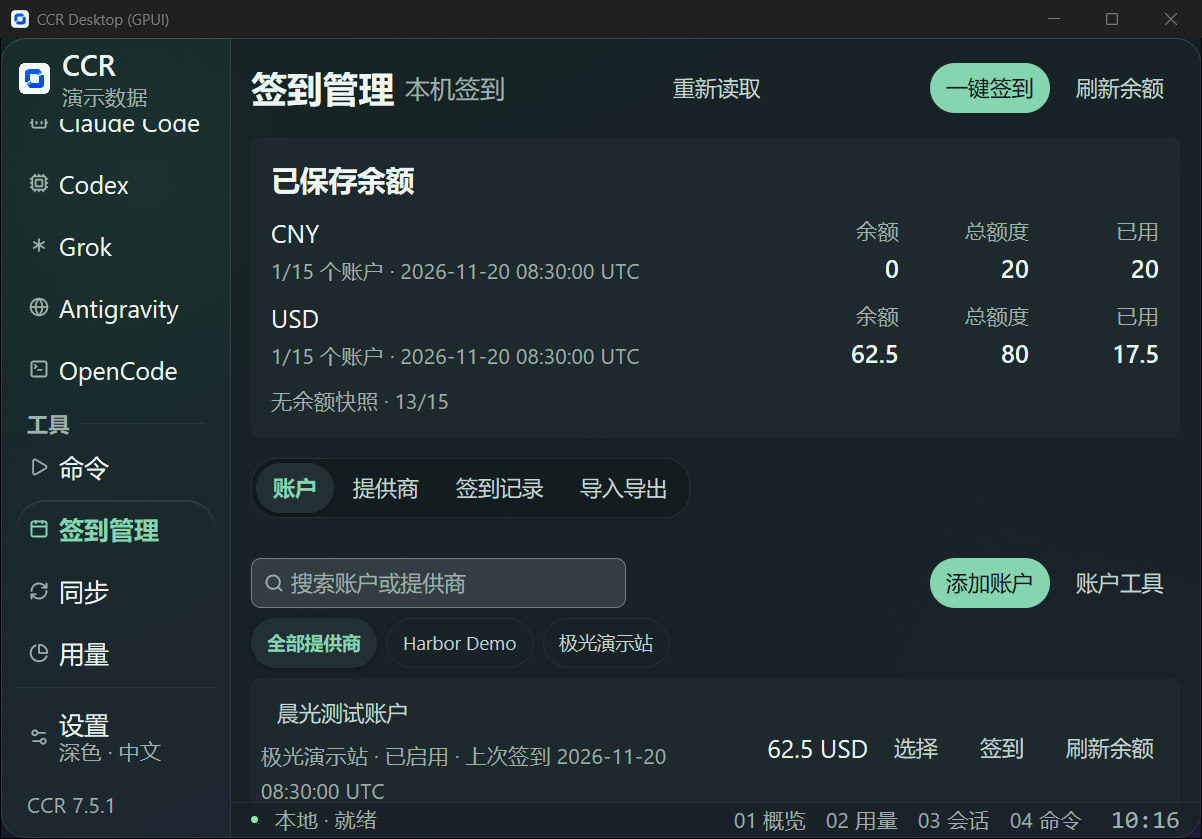 CCR Desktop (GPUI)
CCR
演示数据
Claude Code
Codex
Grok
Antigravity
OpenCode
工具
命令
签到管理
同步
用量
设置
深色 · 中文
CCR 7.5.1
签到管理 本机签到 重新读取 一键签到 刷新余额
已保存余额
CNY 余额 总额度 已用
1/15 个账户 · 2026-11-20 08:30:00 UTC 0 20 20
USD 余额 总额度 已用
1/15 个账户 · 2026-11-20 08:30:00 UTC 62.5 80 17.5
无余额快照 · 13/15
账户 提供商 签到记录 导入导出
搜索账户或提供商 添加账户 账户工具
全部提供商 Harbor Demo 极光演示站
晨光测试账户
极光演示站 · 已启用 · 上次签到 2026-11-20
08:30:00 UTC
62.5 USD 选择 签到 刷新余额
本地 · 就绪 01 概览 02 用量 03 会话 04 命令 10:16